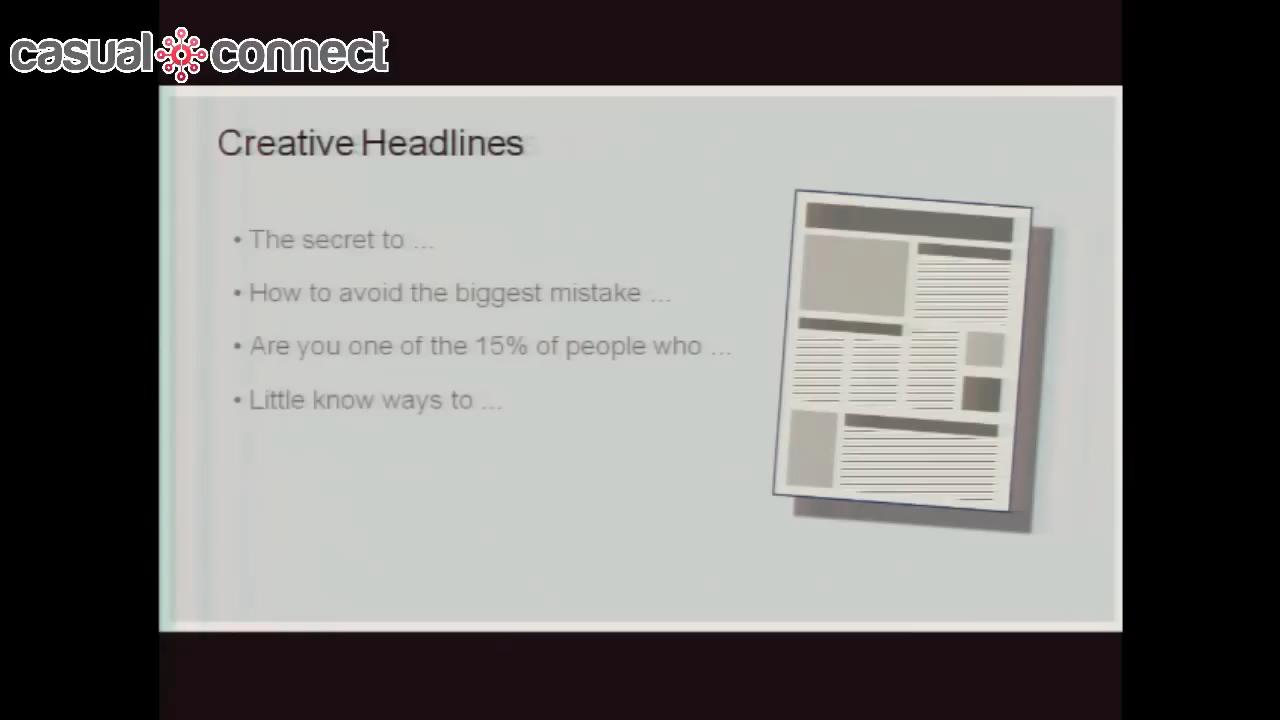 casual connect
Creative Headlines
• The secret to ...
• How to avoid the biggest mistake ...
• Are you one of the 15% of people who ...
• Little know ways to ...